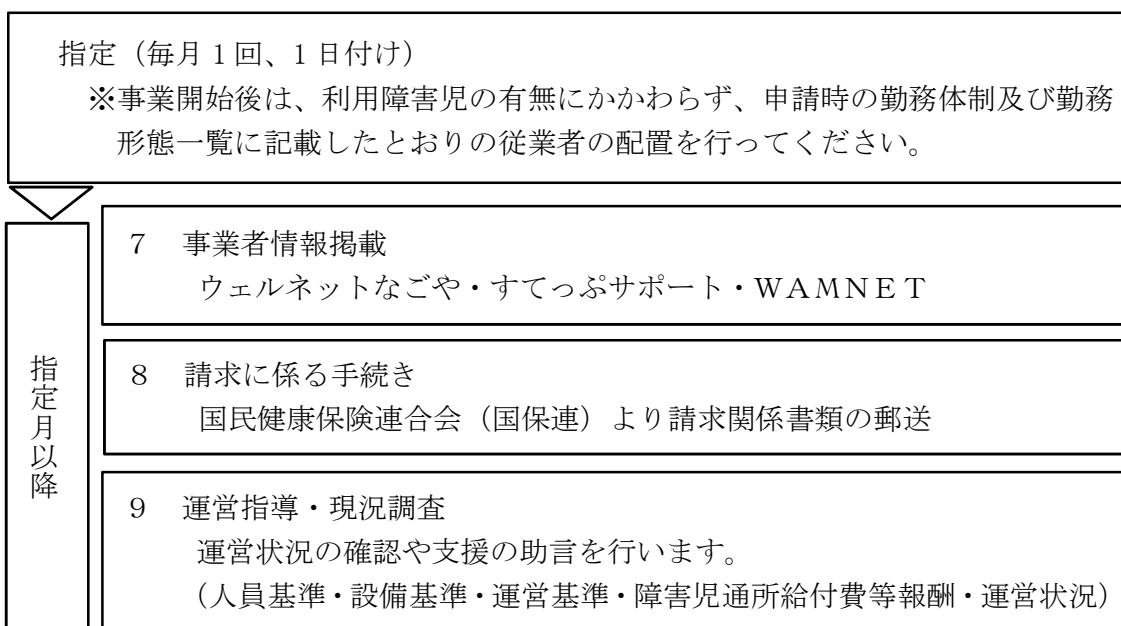 指定（毎月１回、１日付け）
※事業開始後は、利用障害児の有無にかかわらず、申請時の勤務体制及び勤務
形態一覧に記載したとおりの従業者の配置を行ってください。
指定月以降
７　事業者情報掲載
ウェルネットなごや・すてっぷサポート・ＷＡＭＮＥＴ
８　請求に係る手続き
国民健康保険連合会（国保連）より請求関係書類の郵送
９　運営指導・現況調査
運営状況の確認や支援の助言を行います。
（人員基準・設備基準・運営基準・障害児通所給付費等報酬・運営状況）